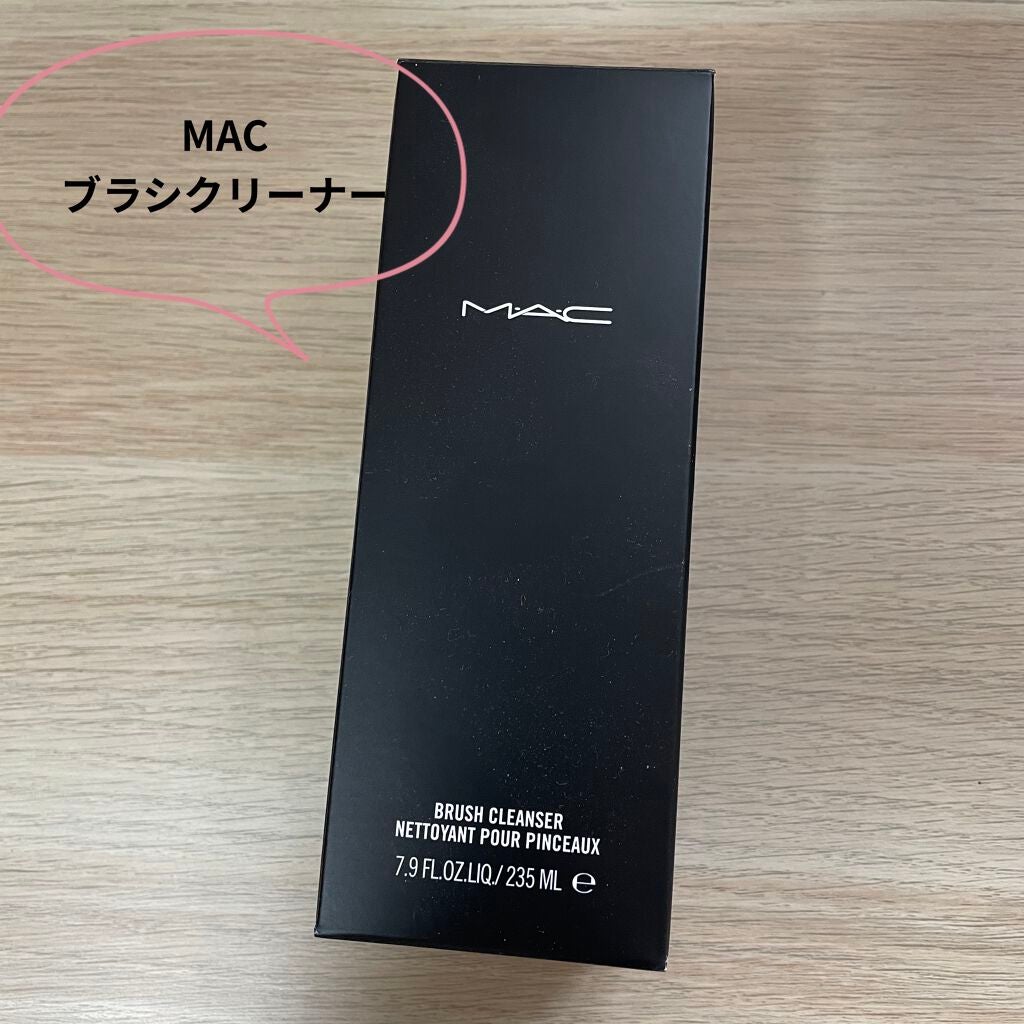 MAC
ブラシクリーナー
M·A·C
BRUSH CLEANSER
NETTOYANT POUR PINCEAUX
7.9 FL.OZ.LIQ./ 235 ML ℮